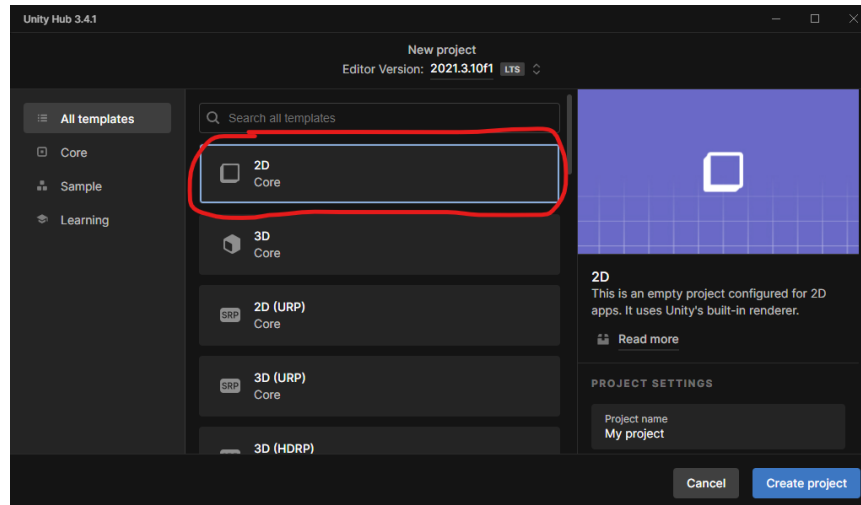 Unity Hub 3.4.1
New project
Editor Version: 2021.3.10f1 LTS
All templates
Core
Sample
Learning
Search all templates
2D
Core
3D
Core
SRP
2D (URP)
Core
SRP
3D (URP)
Core
3D (HDRP)
2D
This is an empty project configured for 2D
apps. It uses Unity's built-in renderer.
Read more
PROJECT SETTINGS
Project name
My project
Cancel
Create project